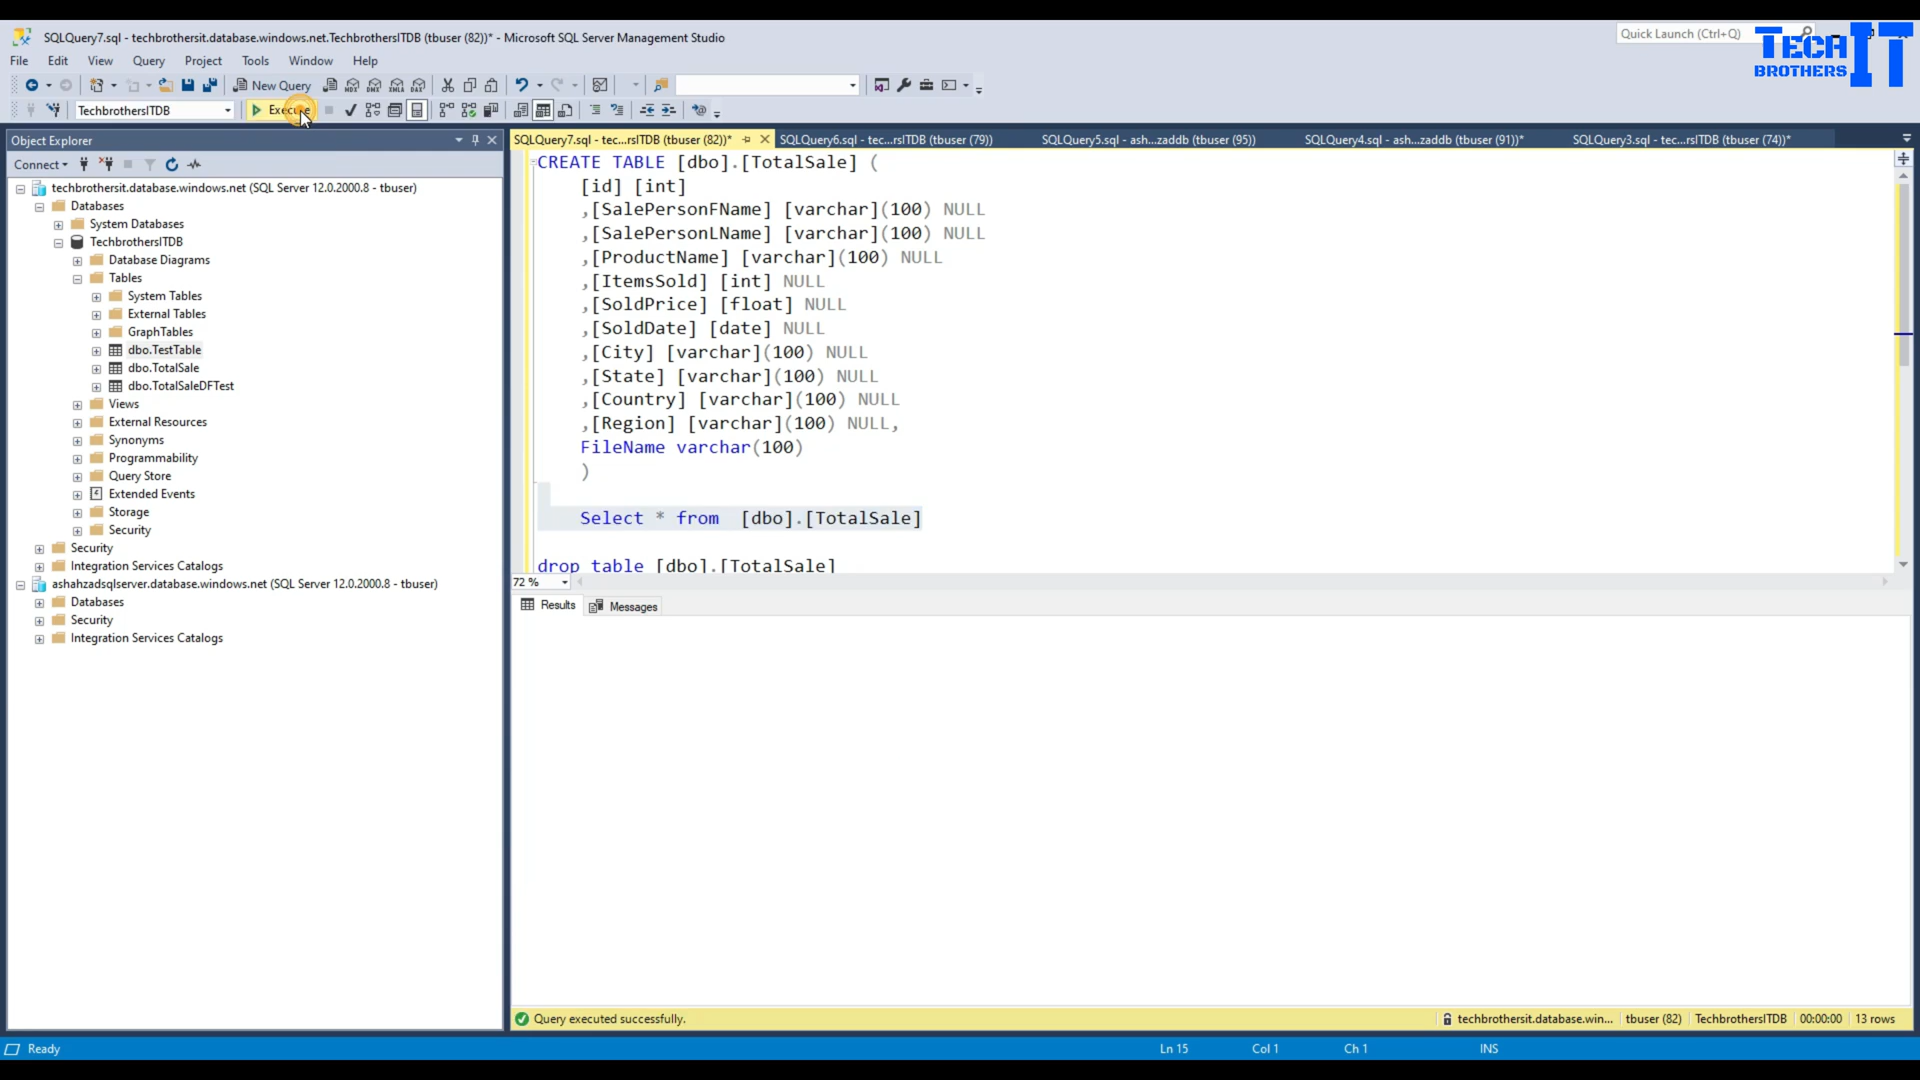 SQLQuery7.sql - techbrothersit.database.windows.net.TechbrothersITDB (tbuser (82))* - Microsoft SQL Server Management Studio
Quick Launch (Ctrl+Q)
TECH IT
BROTHERS
File Edit View Query Project Tools Window Help
New Query
TechbrothersITDB
Execute
Object Explorer
SQLQuery7.sql - tec...rsITDB (tbuser (82))*
SQLQuery6.sql - tec...rsITDB (tbuser (79))
SQLQuery5.sql - ash...zaddb (tbuser (95))
SQLQuery4.sql - ash...zaddb (tbuser (91))*
SQLQuery3.sql - tec...rsITDB (tbuser (74))*
Connect
techbrothersit.database.windows.net (SQL Server 12.0.2000.8 - tbuser)
Databases
System Databases
TechbrothersITDB
Database Diagrams
Tables
System Tables
External Tables
GraphTables
dbo.TestTable
dbo.TotalSale
dbo.TotalSaleDFTest
Views
External Resources
Synonyms
Programmability
Query Store
Extended Events
Storage
Security
Security
Integration Services Catalogs
ashahzadsqlserver.database.windows.net (SQL Server 12.0.2000.8 - tbuser)
Databases
Security
Integration Services Catalogs
CREATE TABLE [dbo].[TotalSale] (
[id] [int]
,[SalePersonFName] [varchar](100) NULL
,[SalePersonLName] [varchar](100) NULL
,[ProductName] [varchar](100) NULL
,[ItemsSold] [int] NULL
,[SoldPrice] [float] NULL
,[SoldDate] [date] NULL
,[City] [varchar](100) NULL
,[State] [varchar](100) NULL
,[Country] [varchar](100) NULL
,[Region] [varchar](100) NULL,
FileName varchar(100)
)
Select * from [dbo].[TotalSale]
drop table [dbo].[TotalSale]
72 %
Results Messages
Query executed successfully.
techbrothersit.database.win... tbuser (82) TechbrothersITDB 00:00:00 13 rows
Ready
Ln 15 Col 1 Ch 1 INS